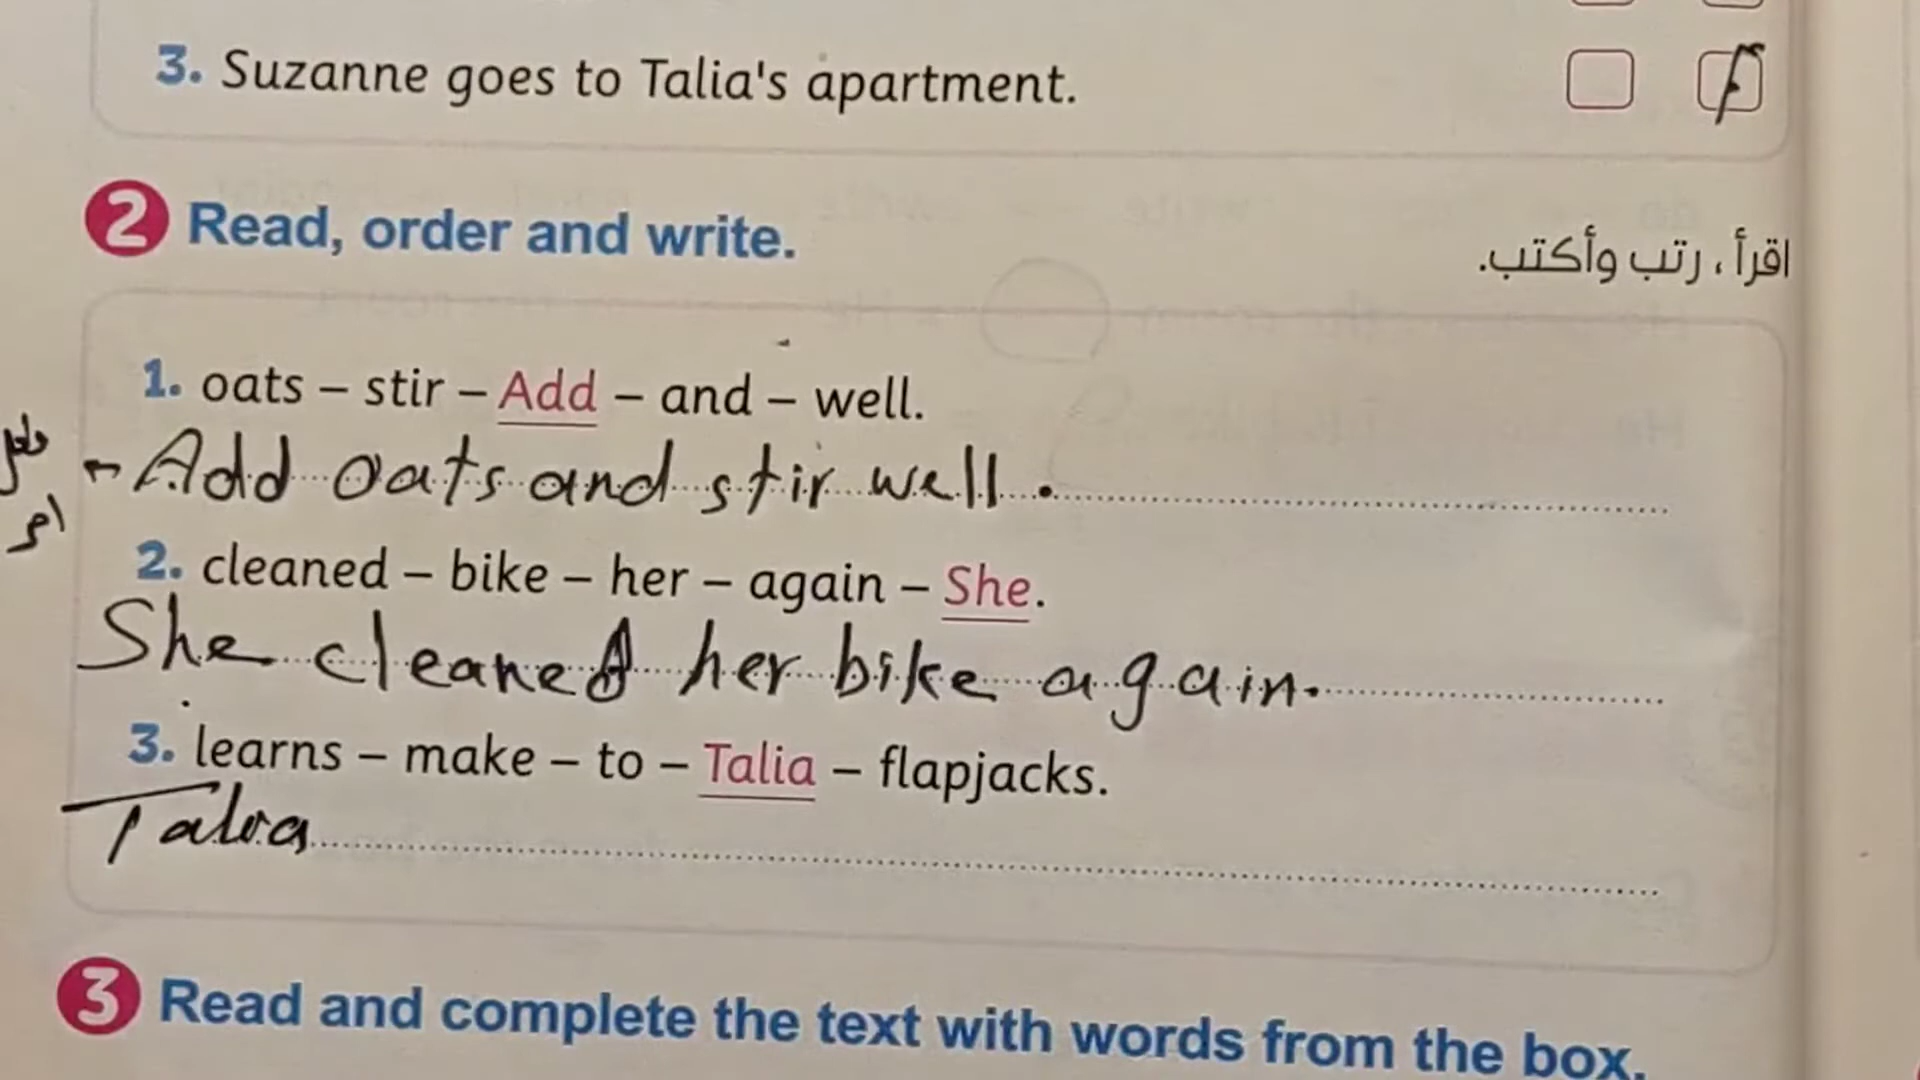 3. Suzanne goes to Talia's apartment.
2 Read, order and write.
اقرأ ، رتب وأكتب.
1. oats – stir – Add – and – well.
- Add oats and stir well .
2. cleaned – bike – her – again – She.
She cleaned her bike again.
3. learns – make – to – Talia – flapjacks.
Talia
3 Read and complete the text with words from the box.